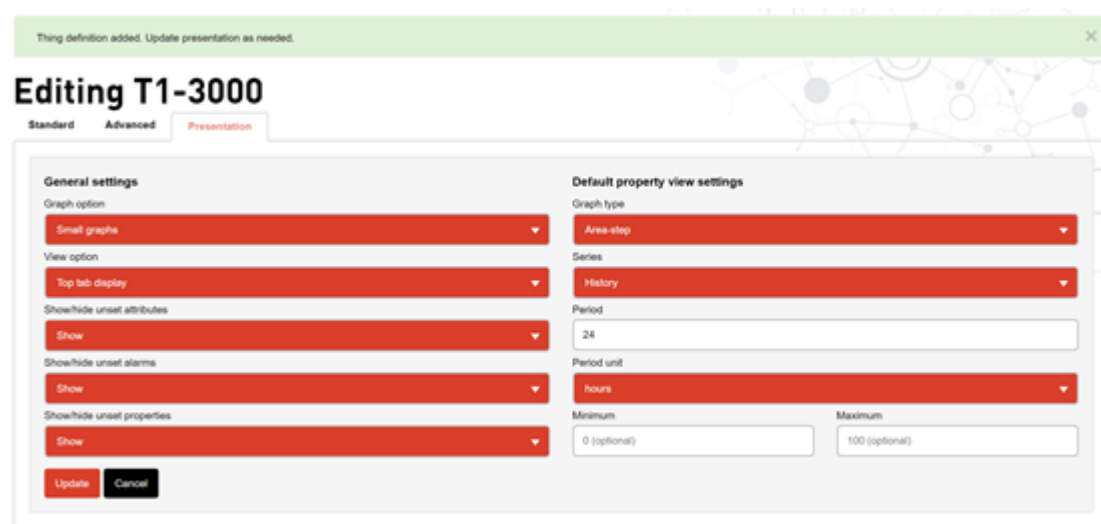 Thing definition added. Update presentation as needed.
×
Editing T1-3000
Standard Advanced Presentation
General settings
Graph option
Small graphs
View option
Top tab display
Show/hide unset attributes
Show
Show/hide unset alarms
Show
Show/hide unset properties
Show
Update Cancel
Default property view settings
Graph type
Area-step
Series
History
Period
24
Period unit
hours
Minimum Maximum
0 (optional) 100 (optional)